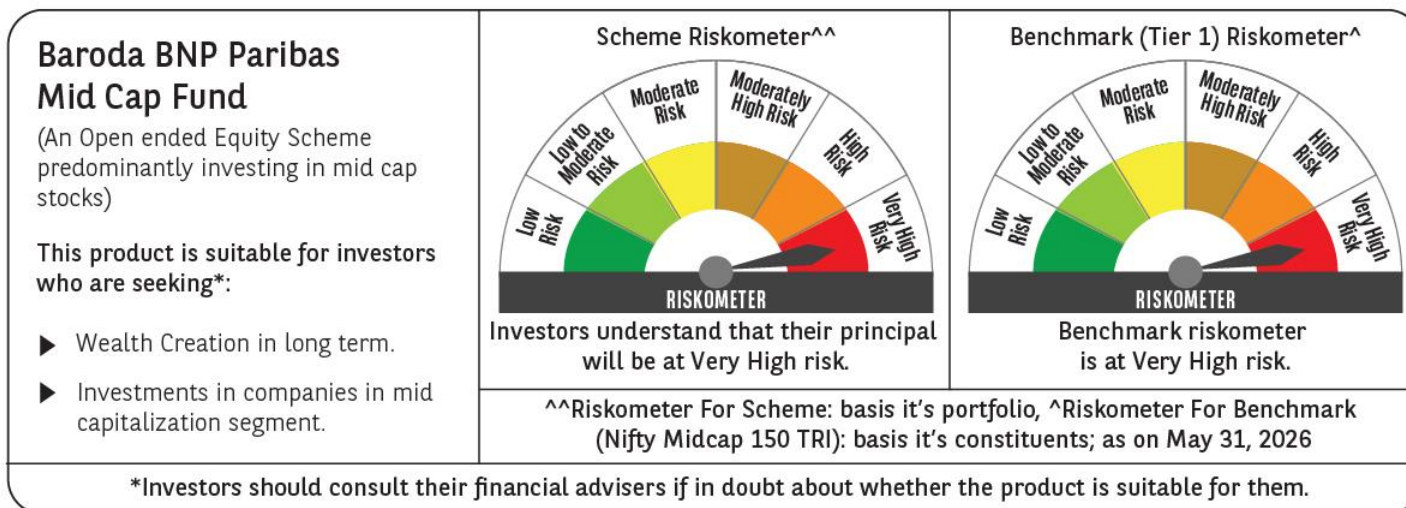 Baroda BNP Paribas
Mid Cap Fund
(An Open ended Equity Scheme
predominantly investing in mid cap
stocks)
This product is suitable for investors
who are seeking*:
▶ Wealth Creation in long term.
▶ Investments in companies in mid
capitalization segment.
Scheme Riskometer^^
Low
Risk
Low to
Moderate
Risk
Moderate
Risk
Moderately
High Risk
High
Risk
Very High
Risk
RISKOMETER
Investors understand that their principal
will be at Very High risk.
Benchmark (Tier 1) Riskometer^
Low
Risk
Low to
Moderate
Risk
Moderate
Risk
Moderately
High Risk
High
Risk
Very High
Risk
RISKOMETER
Benchmark riskometer
is at Very High risk.
^^Riskometer For Scheme: basis it's portfolio, ^Riskometer For Benchmark
(Nifty Midcap 150 TRI): basis it's constituents; as on May 31, 2026
*Investors should consult their financial advisers if in doubt about whether the product is suitable for them.